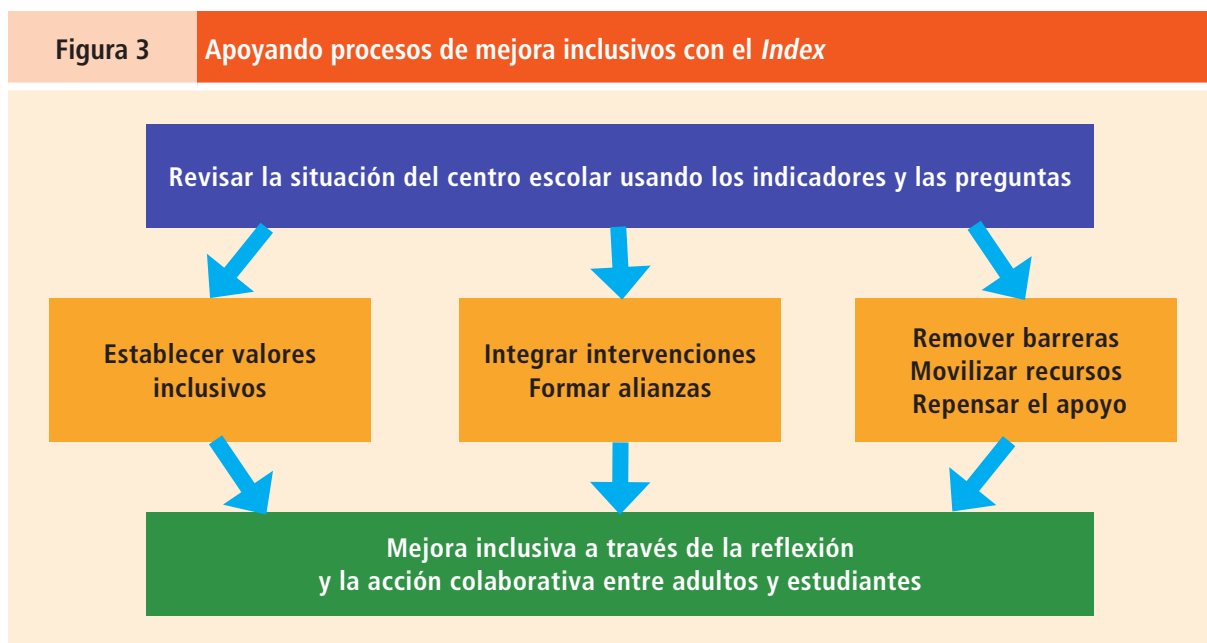 Figura 3
Apoyando procesos de mejora inclusivos con el Index
Revisar la situación del centro escolar usando los indicadores y las preguntas
Establecer valores
inclusivos
Integrar intervenciones
Formar alianzas
Remover barreras
Movilizar recursos
Repensar el apoyo
Mejora inclusiva a través de la reflexión
y la acción colaborativa entre adultos y estudiantes